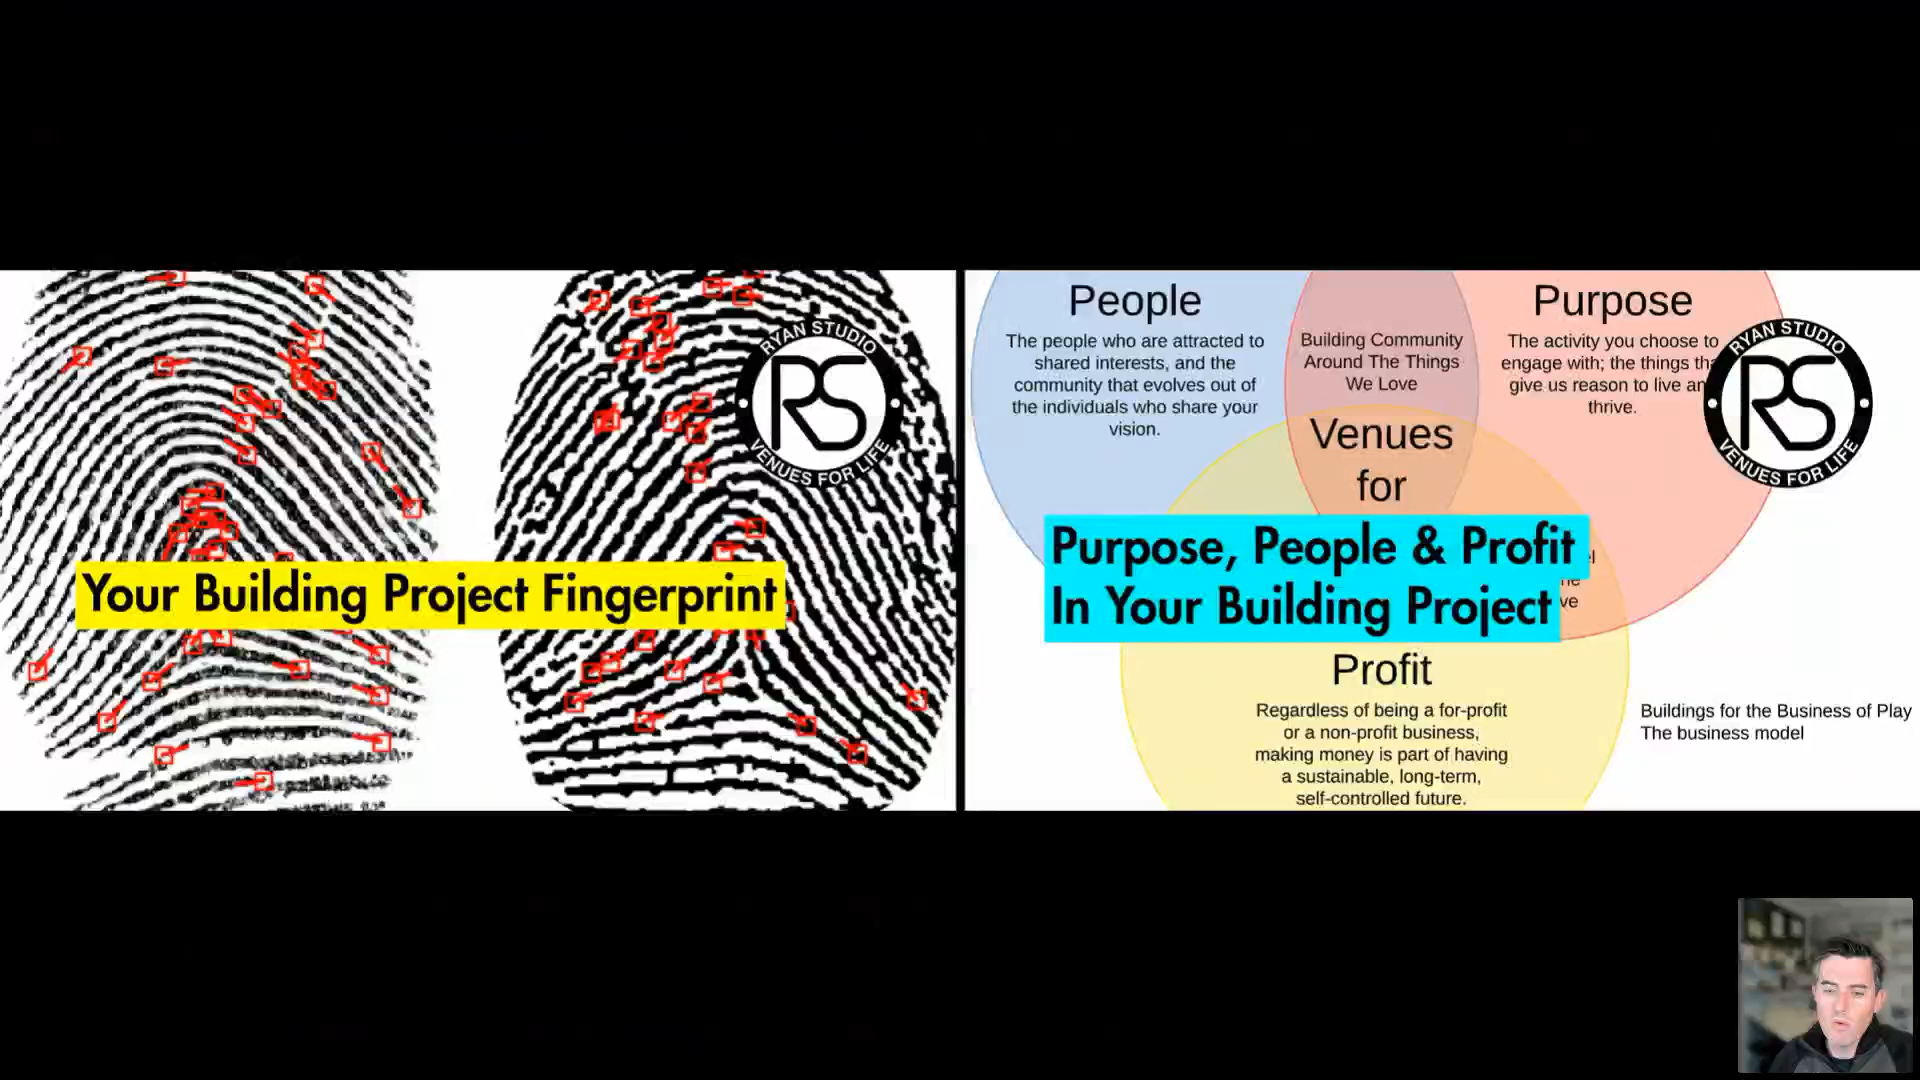 RYAN STUDIO
RS
VENUES FOR LIFE
Your Building Project Fingerprint
People
The people who are attracted to
shared interests, and the
community that evolves out of
the individuals who share your
vision.
Building Community
Around The Things
We Love
Purpose
The activity you choose to
engage with; the things
give us reason to live
thrive.
RYAN STUDIO
RS
VENUES FOR LIFE
Venues
for
Purpose, People & Profit
In Your Building Project
Profit
Regardless of being a for-profit
or a non-profit business,
making money is part of having
a sustainable, long-term,
self-controlled future.
Buildings for the Business of Play
The business model